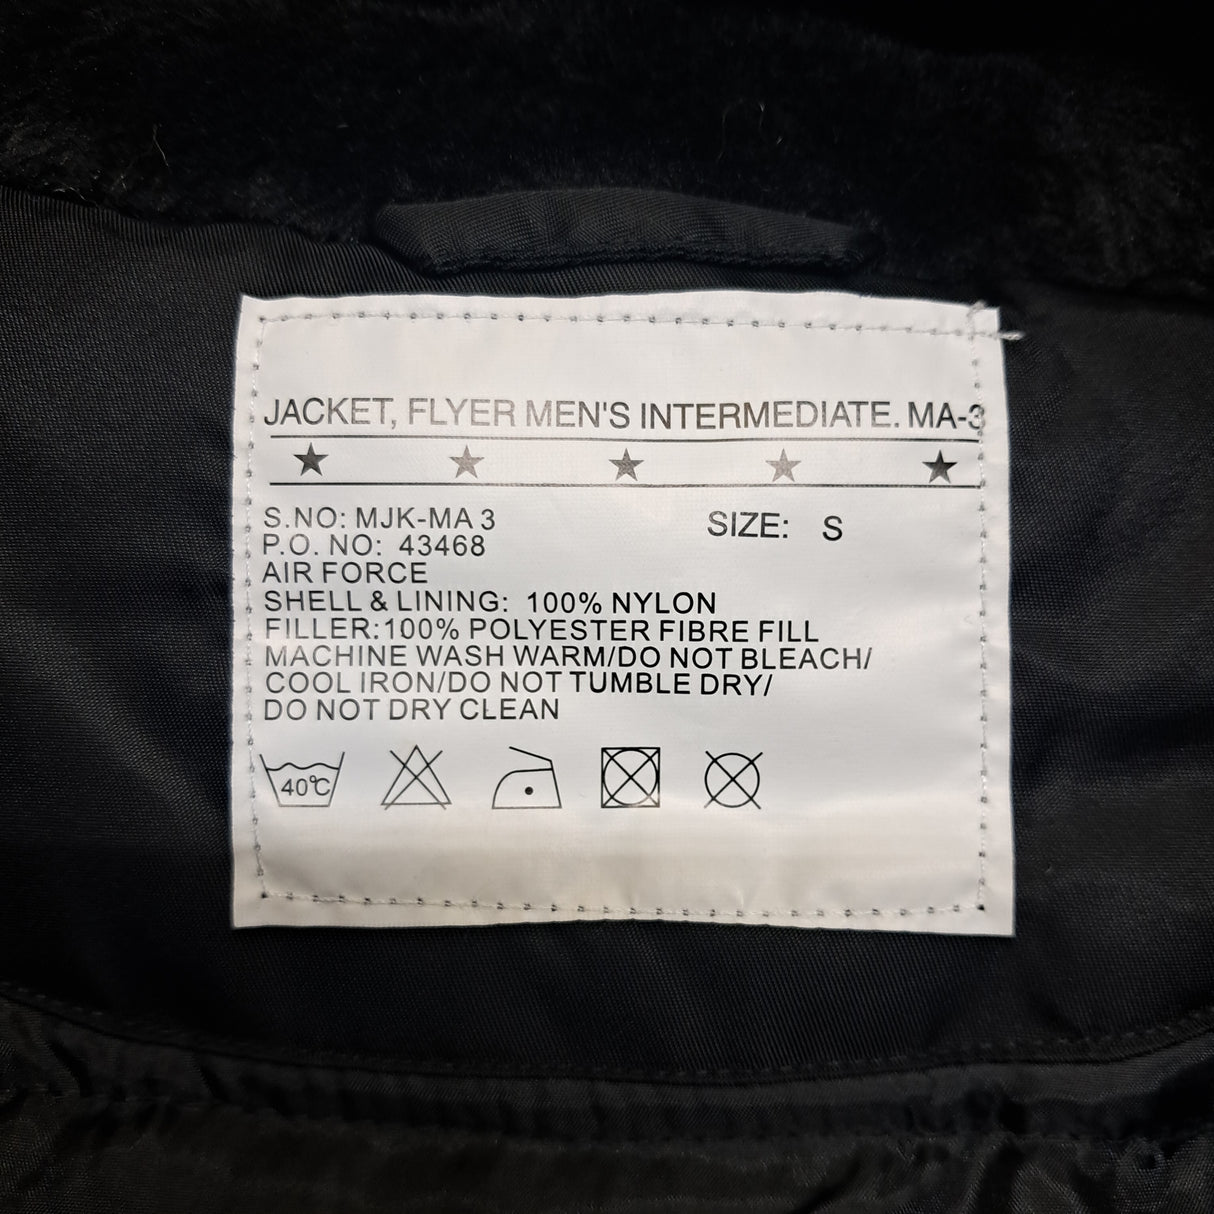 JACKET, FLYER MEN'S INTERMEDIATE. MA-3
S.NO: MJK-MA 3
SIZE: S
P.O. NO: 43468
AIR FORCE
SHELL & LINING: 100% NYLON
FILLER:100% POLYESTER FIBRE FILL
MACHINE WASH WARM/DO NOT BLEACH/
COOL IRON/DO NOT TUMBLE DRY/
DO NOT DRY CLEAN
40°C